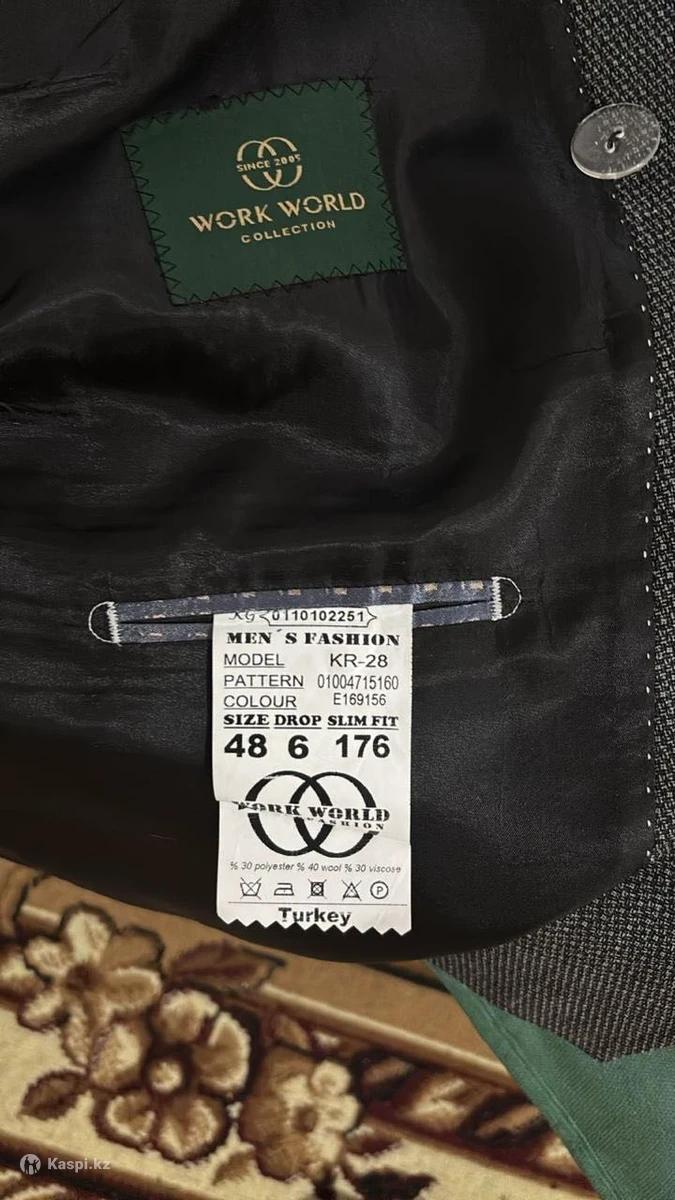 SINCE 2005
WORK WORLD
COLLECTION
0110102251
MEN´S FASHION
MODEL KR-28
PATTERN 01004715160
COLOUR E169156
SIZE DROP SLIM FIT
48 6 176
WORK WORLD
FASHION
% 30 polyester % 40 wool % 30 viscose
P
Turkey
Kaspi.kz